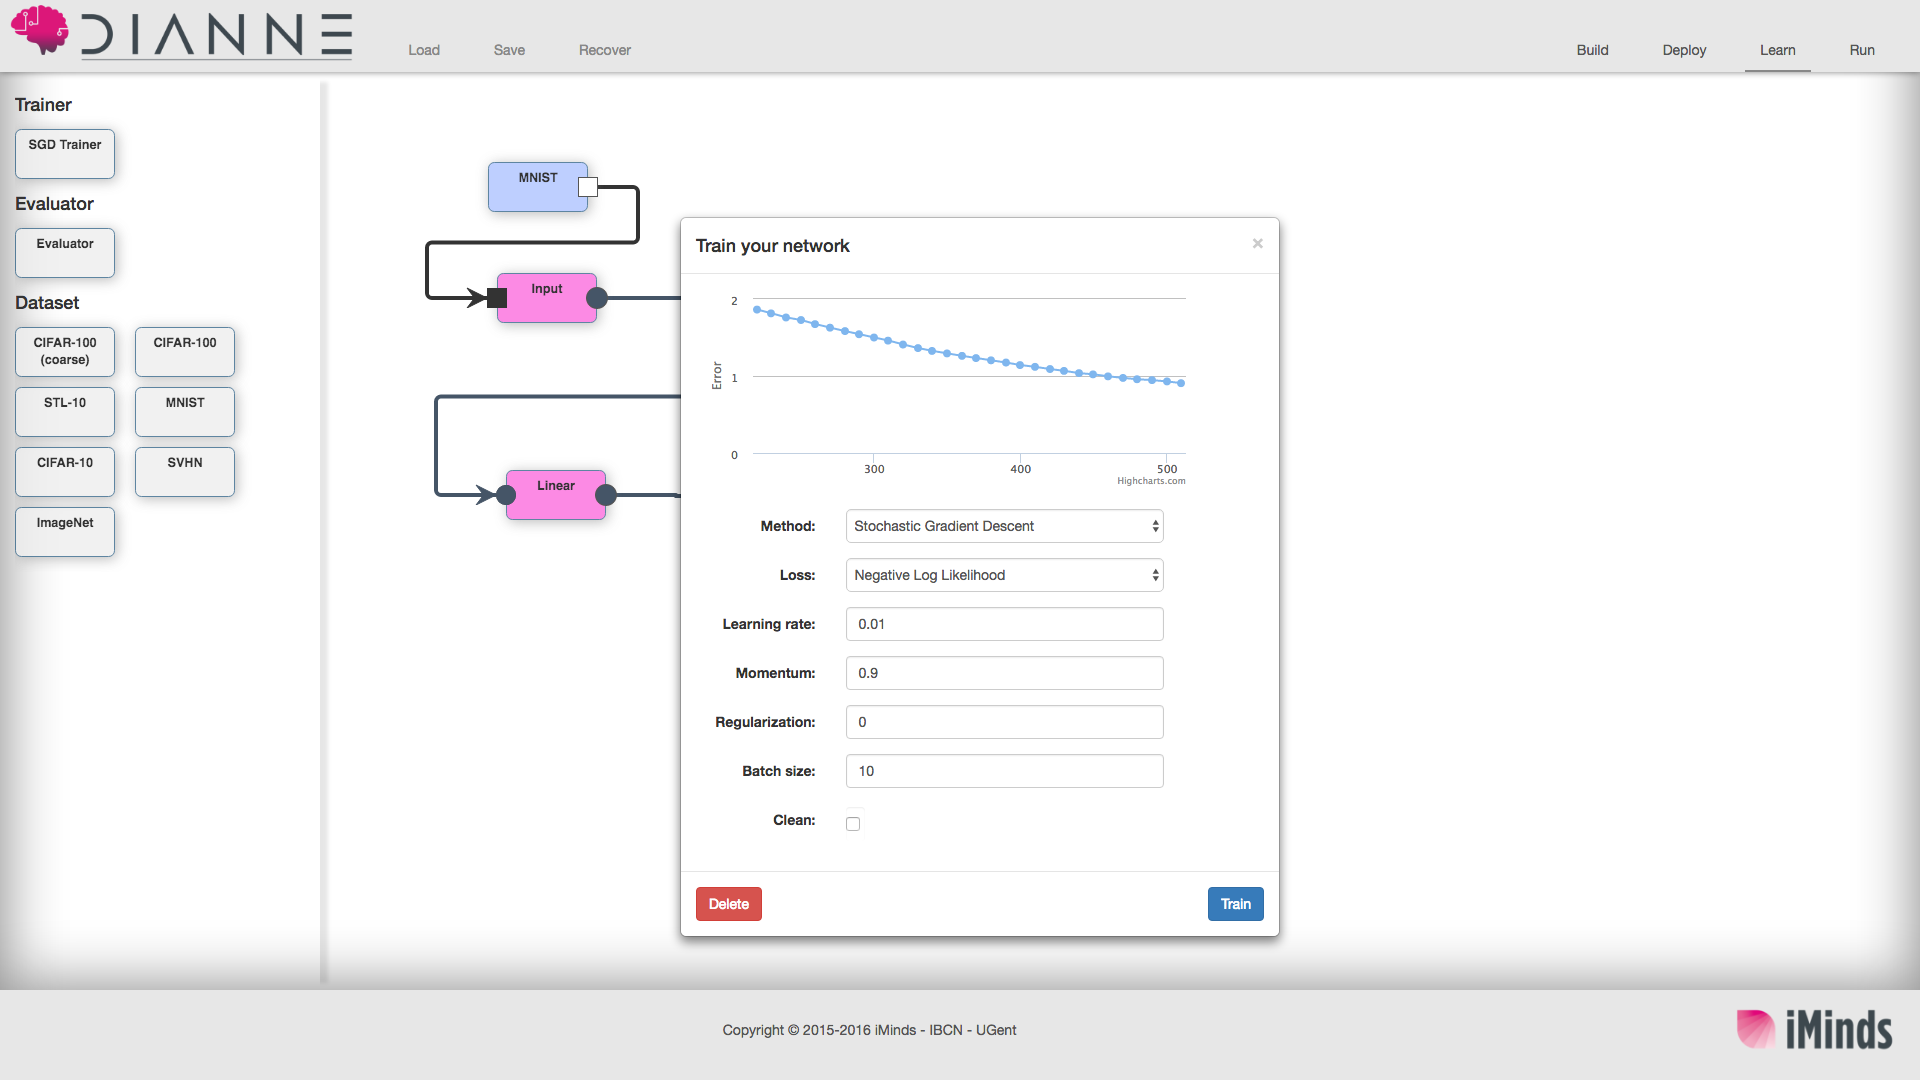 DIANNE
Load Save Recover
Build Deploy Learn Run
Trainer
SGD Trainer
Evaluator
Evaluator
Dataset
CIFAR-100
(coarse)
CIFAR-100
STL-10
MNIST
CIFAR-10
SVHN
ImageNet
MNIST
Input
Linear
Train your network
×
2
1
0
Error
300 400 500
Highcharts.com
Method: Stochastic Gradient Descent
Loss: Negative Log Likelihood
Learning rate: 0.01
Momentum: 0.9
Regularization: 0
Batch size: 10
Clean:
Delete Train
Copyright © 2015-2016 iMinds - IBCN - UGent
iMinds